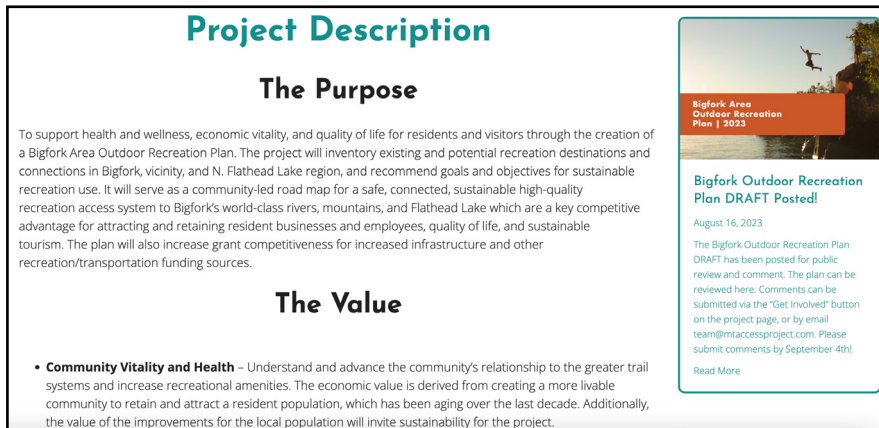 Project Description
The Purpose
To support health and wellness, economic vitality, and quality of life for residents and visitors through the creation of
a Bigfork Area Outdoor Recreation Plan. The project will inventory existing and potential recreation destinations and
connections in Bigfork, vicinity, and N. Flathead Lake region, and recommend goals and objectives for sustainable
recreation use. It will serve as a community-led road map for a safe, connected, sustainable high-quality
recreation access system to Bigfork's world-class rivers, mountains, and Flathead Lake which are a key competitive
advantage for attracting and retaining resident businesses and employees, quality of life, and sustainable
tourism. The plan will also increase grant competitiveness for increased infrastructure and other
recreation/transportation funding sources.
The Value
• Community Vitality and Health – Understand and advance the community's relationship to the greater trail
systems and increase recreational amenities. The economic value is derived from creating a more livable
community to retain and attract a resident population, which has been aging over the last decade. Additionally,
the value of the improvements for the local population will invite sustainability for the project.
Bigfork Area
Outdoor Recreation
Plan | 2023
Bigfork Outdoor Recreation
Plan DRAFT Posted!
August 16, 2023
The Bigfork Outdoor Recreation Plan
DRAFT has been posted for public
review and comment. The plan can be
reviewed here. Comments can be
submitted via the "Get Involved" button
on the project page, or by email
team@mtaccessproject.com. Please
submit comments by September 4th!
Read More